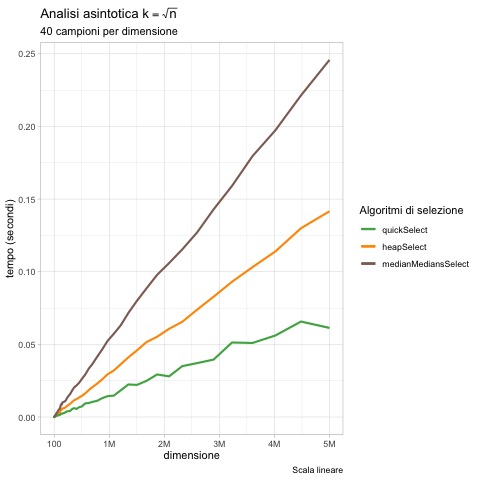 Analisi asintotica k = √n
40 campioni per dimensione
tempo (secondi)
0.25
0.20
0.15
0.10
0.05
0.00
100 1M 2M 3M 4M 5M
dimensione
Scala lineare
Algoritmi di selezione
quickSelect
heapSelect
medianMediansSelect